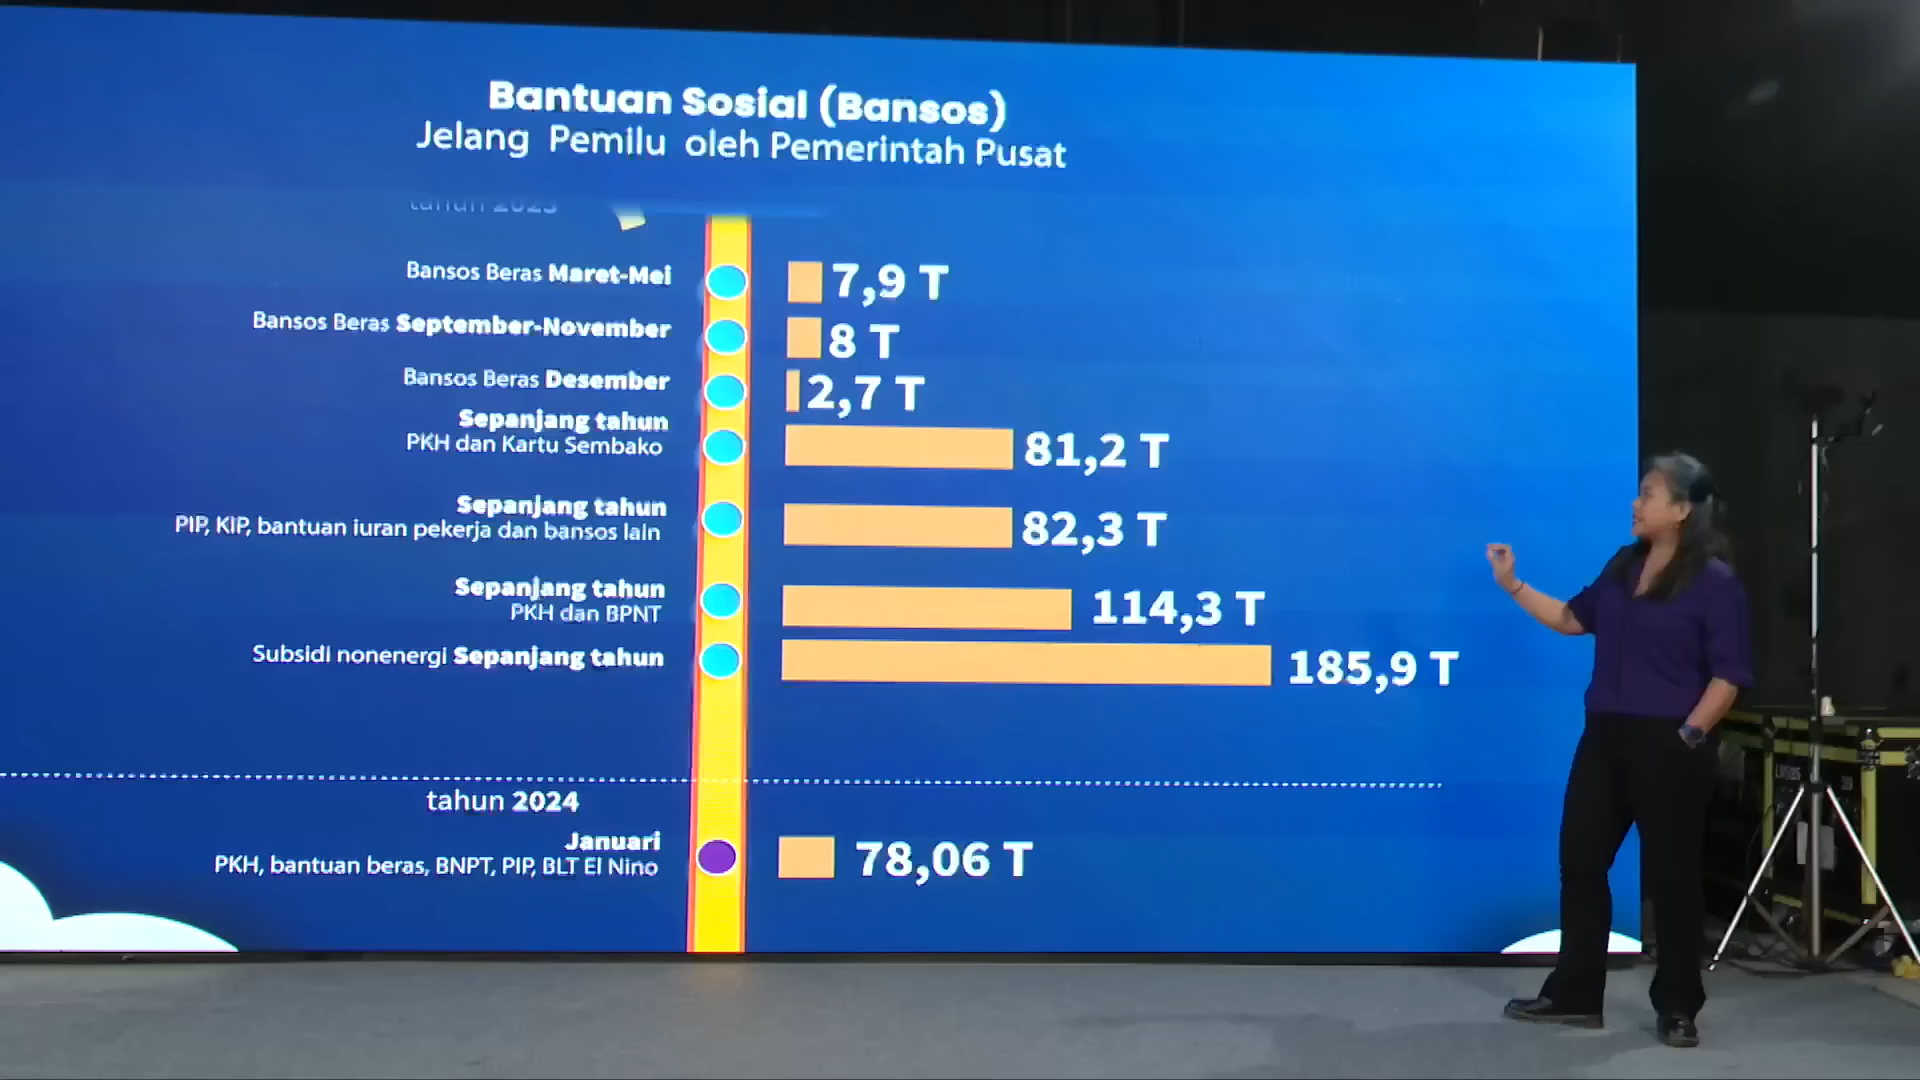 Bantuan Sosial (Bansos)
Jelang Pemilu oleh Pemerintah Pusat
tahun 2023
Bansos Beras Maret-Mei
7,9 T
Bansos Beras September-November
8 T
Bansos Beras Desember
2,7 T
Sepanjang tahun
PKH dan Kartu Sembako
81,2 T
Sepanjang tahun
PIP, KIP, bantuan iuran pekerja dan bansos lain
82,3 T
Sepanjang tahun
PKH dan BPNT
114,3 T
Subsidi nonenergi Sepanjang tahun
185,9 T
tahun 2024
Januari
PKH, bantuan beras, BNPT, PIP, BLT El Nino
78,06 T